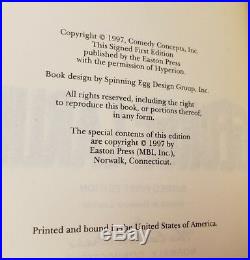 Copyright © 1997, Comedy Concepts, Inc.
This Signed First Edition
published by the Easton Press
with the permission of Hyperion.
Book design by Spinning Egg Design Group, Inc.
All rights reserved, including the right
to reproduce this book, or portions thereof,
in any form.
The special contents of this edition
are copyright © 1997 by
Easton Press (MBI, Inc.),
Norwalk, Connecticut.
Printed and bound in the United States of America.